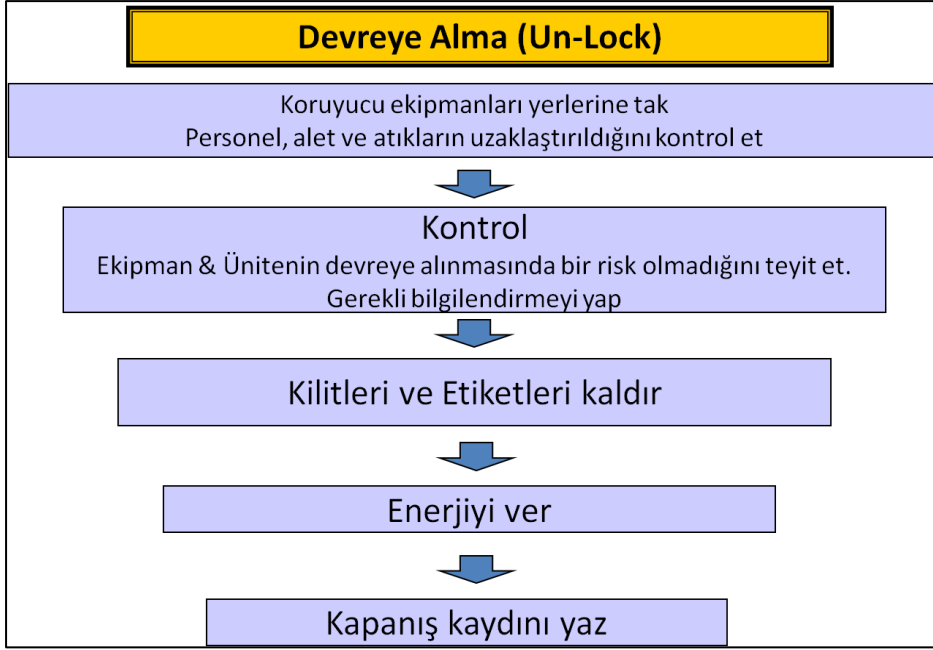 Devreye Alma (Un-Lock)
Koruyucu ekipmanları yerlerine tak
Personel, alet ve atıkların uzaklaştırıldığını kontrol et
Kontrol
Ekipman & Ünitenin devreye alınmasında bir risk olmadığını teyit et.
Gerekli bilgilendirmeyi yap
Kilitleri ve Etiketleri kaldır
Enerjiyi ver
Kapanış kaydını yaz